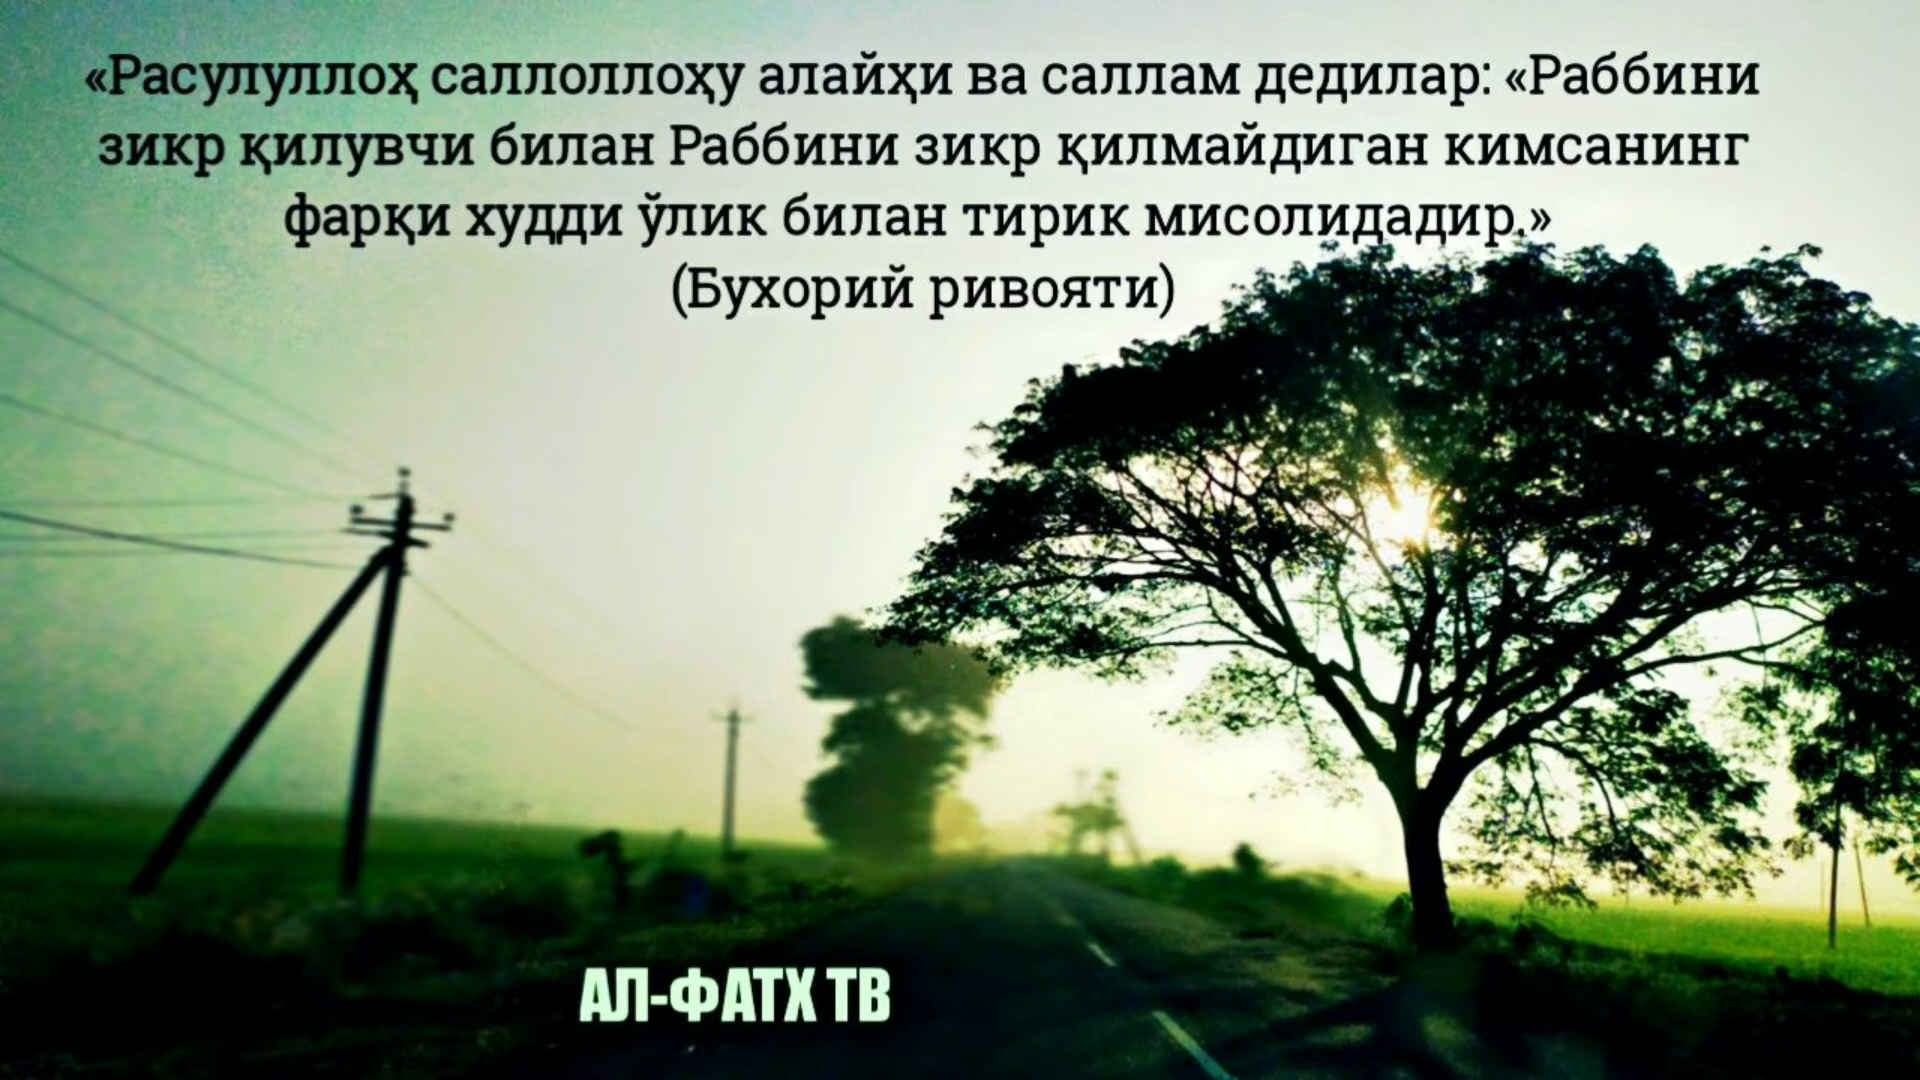 «Расулуллоҳ саллоллоҳу алайҳи ва саллам дедилар: «Раббини
зикр қилувчи билан Раббини зикр қилмайдиган кимсанинг
фарқи худди ўлик билан тирик мисолидадир.»
(Бухорий ривояти)
АЛ-ФАТХ ТВ